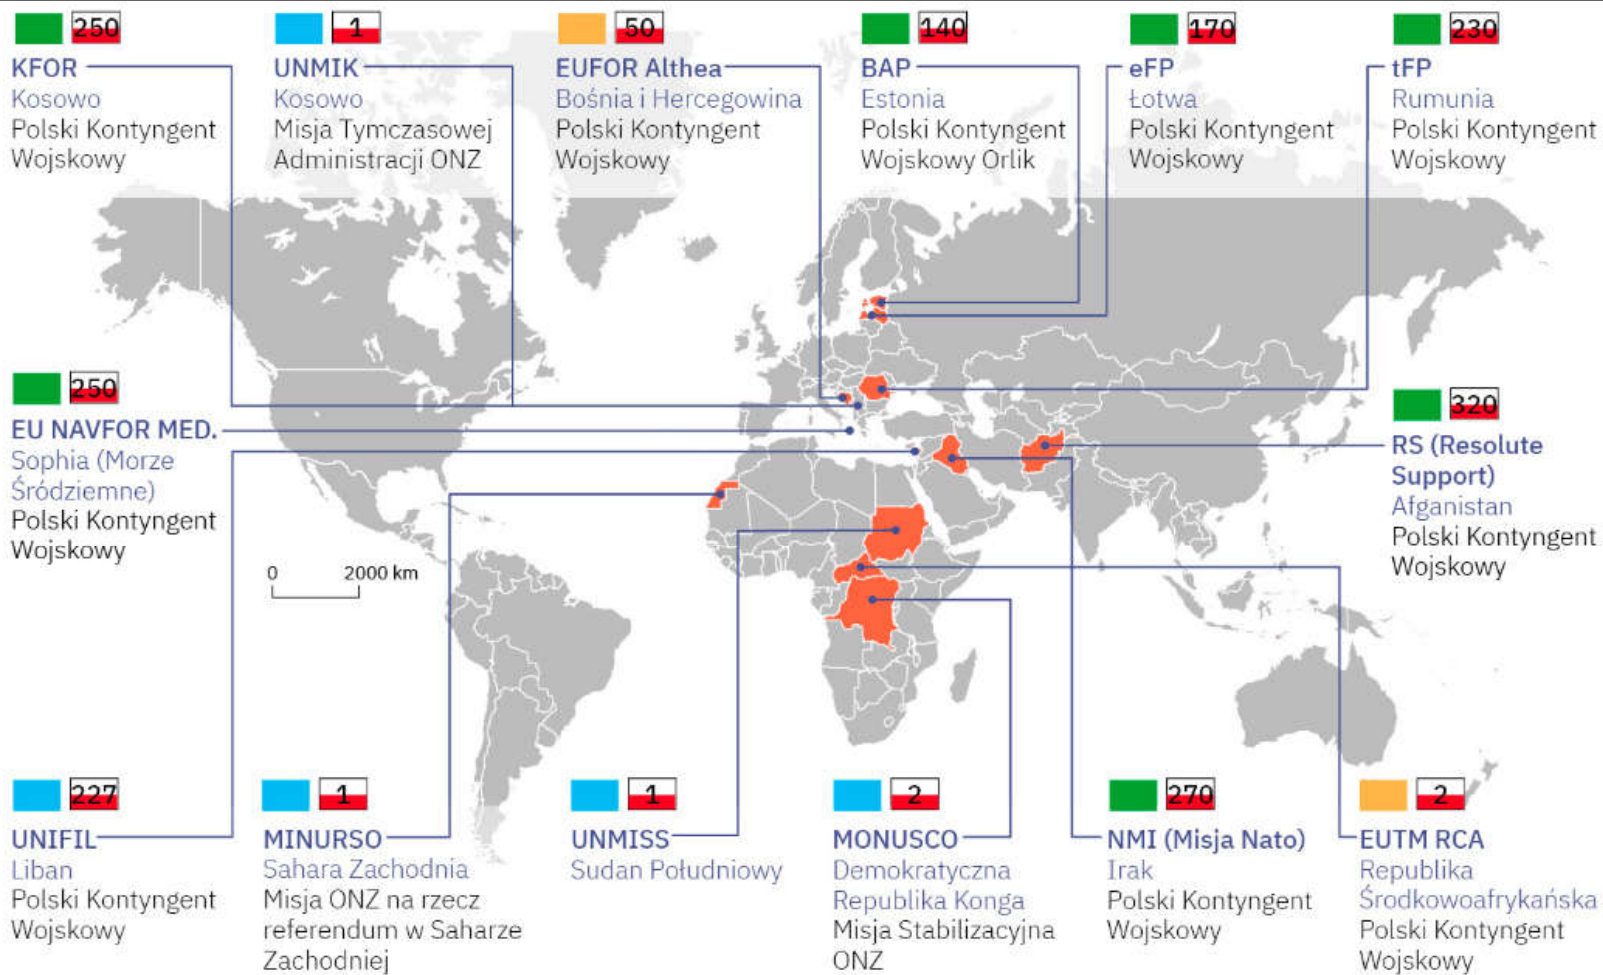 250
KFOR
Kosowo
Polski Kontyngent
Wojskowy
1
UNMIK
Kosowo
Misja Tymczasowej
Administracji ONZ
50
EUFOR Althea
Bośnia i Hercegowina
Polski Kontyngent
Wojskowy
140
BAP
Estonia
Polski Kontyngent
Wojskowy Orlik
170
eFP
Łotwa
Polski Kontyngent
Wojskowy
230
tFP
Rumunia
Polski Kontyngent
Wojskowy
250
EU NAVFOR MED.
Sophia (Morze
Śródziemne)
Polski Kontyngent
Wojskowy
320
RS (Resolute
Support)
Afganistan
Polski Kontyngent
Wojskowy
0 2000 km
227
UNIFIL
Liban
Polski Kontyngent
Wojskowy
1
MINURSO
Sahara Zachodnia
Misja ONZ na rzecz
referendum w Saharze
Zachodniej
1
UNMISS
Sudan Południowy
2
MONUSCO
Demokratyczna
Republika Konga
Misja Stabilizacyjna
ONZ
270
NMI (Misja Nato)
Irak
Polski Kontyngent
Wojskowy
2
EUTM RCA
Republika
Środkowoafrykańska
Polski Kontyngent
Wojskowy